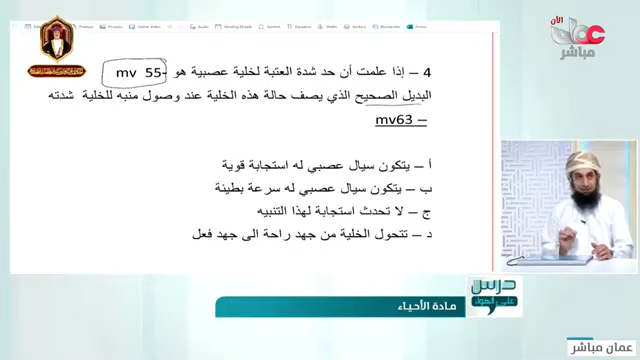 الآن
عمان
مباشر
4 – إذا علمت أن حد شدة العتبة لخلية عصبية هو -55 mv
البديل الصحيح الذي يصف حالة هذه الخلية عند وصول منبه للخلية شدته
– mv63
أ – يتكون سيال عصبي له استجابة قوية
ب – يتكون سيال عصبي له سرعة بطيئة
ج – لا تحدث استجابة لهذا التنبيه
د – تتحول الخلية من جهد راحة الى جهد فعل
درس
على الهواء
مادة الأحياء
عمان مباشر